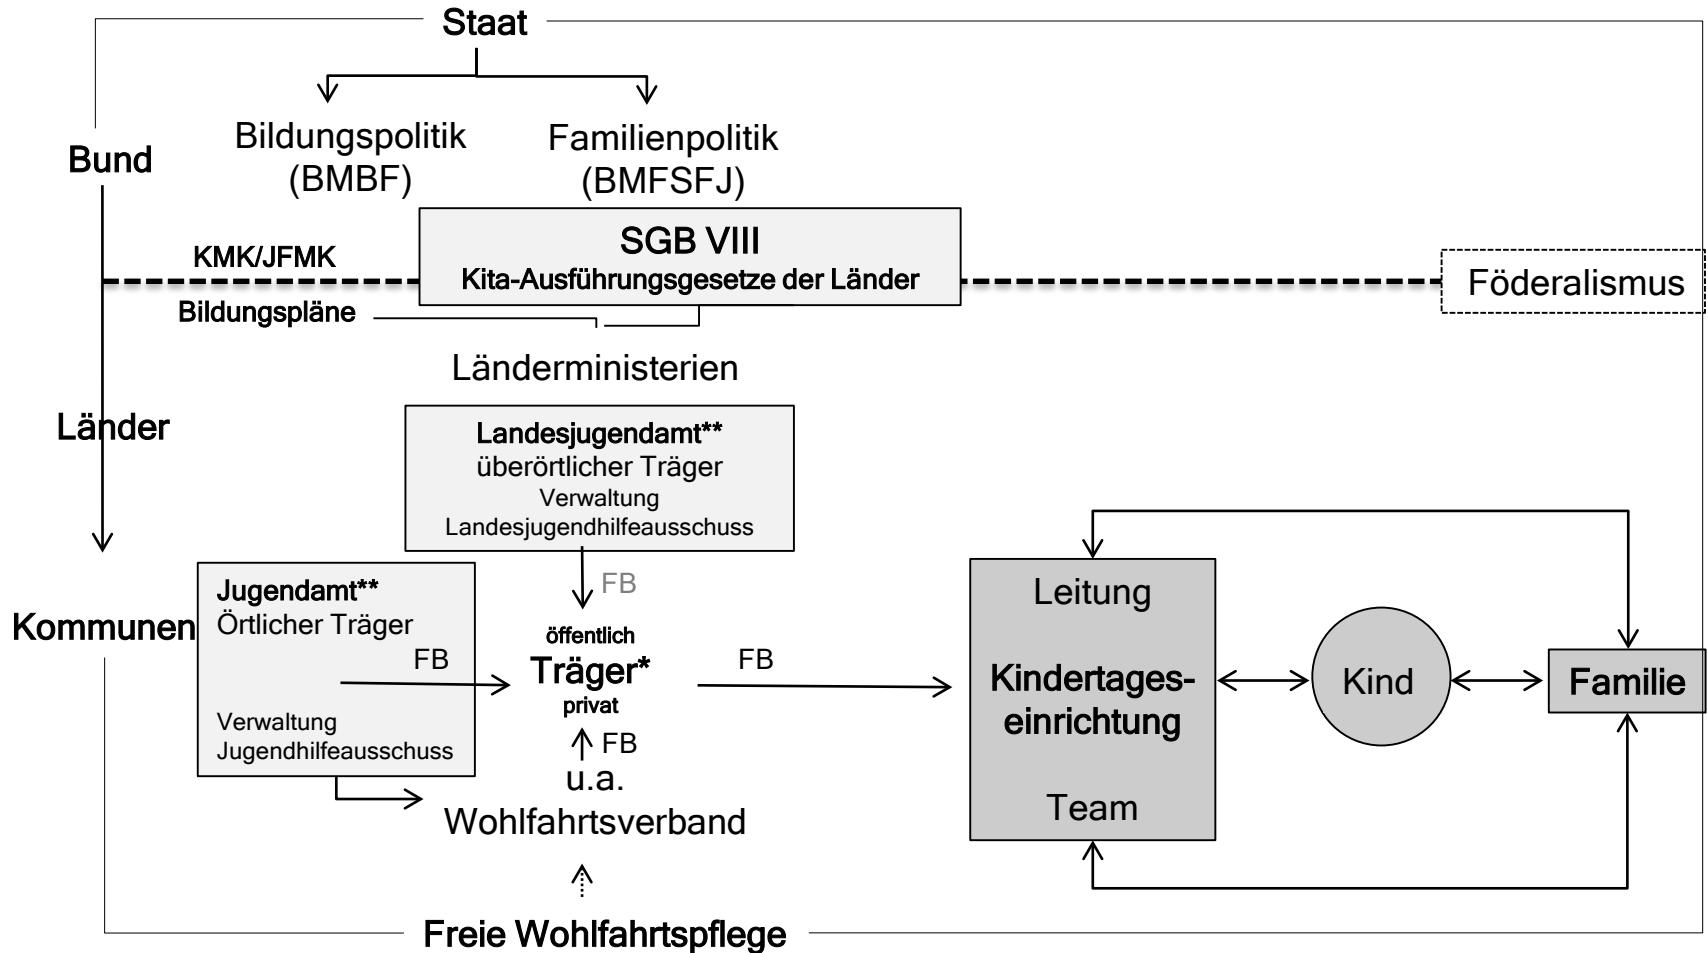 Staat
Bildungspolitik
(BMBF)
Familienpolitik
(BMFSFJ)
Bund
SGB VIII
Kita-Ausführungsgesetze der Länder
KMK/JFMK
Föderalismus
Bildungspläne
Länderministerien
Länder
Landesjugendamt**
überörtlicher Träger
Verwaltung
Landesjugendhilfeausschuss
FB
Kommunen
Jugendamt**
Örtlicher Träger
FB
Verwaltung
Jugendhilfeausschuss
öffentlich
Träger*
privat
FB
FB
u.a.
Wohlfahrtsverband
Leitung
Kindertages-
einrichtung
Team
Kind
Familie
Freie Wohlfahrtspflege